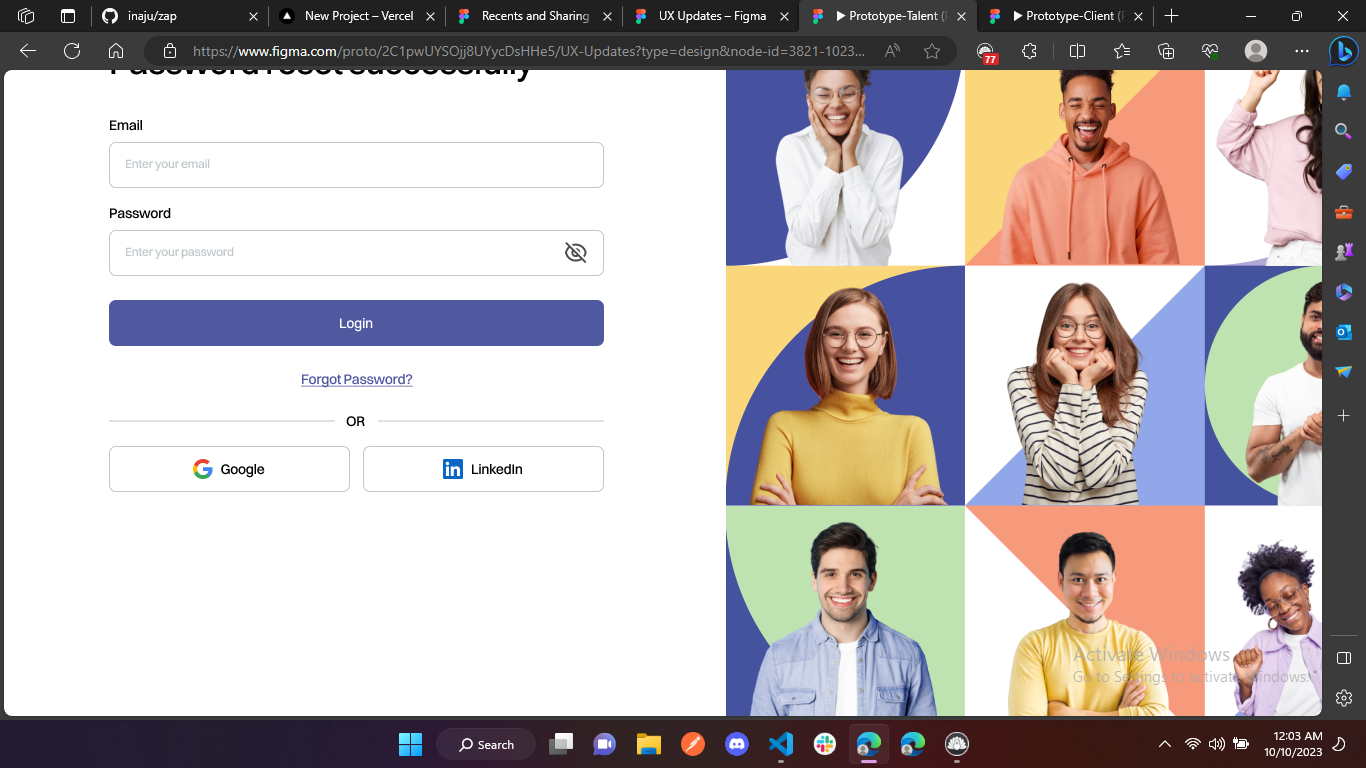 inaju/zap
New Project – Vercel
Recents and Sharing
UX Updates – Figma
Prototype-Talent (
Prototype-Client (
https://www.figma.com/proto/2C1pwUYSOjj8UYycDsHHe5/UX-Updates?type=design&node-id=3821-1023...
77
Password reset successfully
Email
Enter your email
Password
Enter your password
Login
Forgot Password?
OR
Google
LinkedIn
Activate Windows
Go to Settings to activate Windows.
Search
12:03 AM
10/10/2023